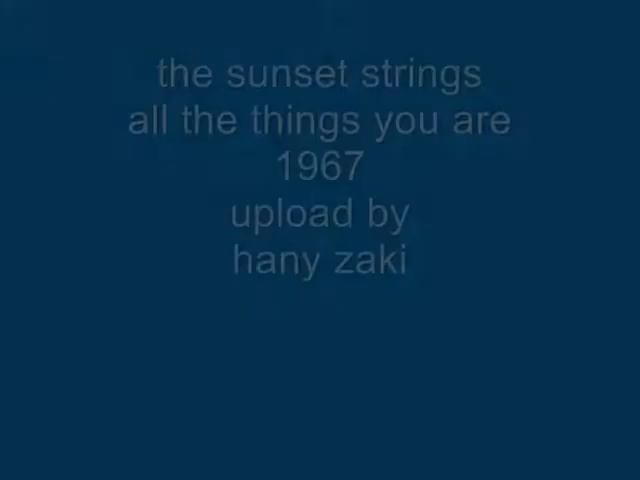 the sunset strings
all the things you are
1967
upload by
hany zaki